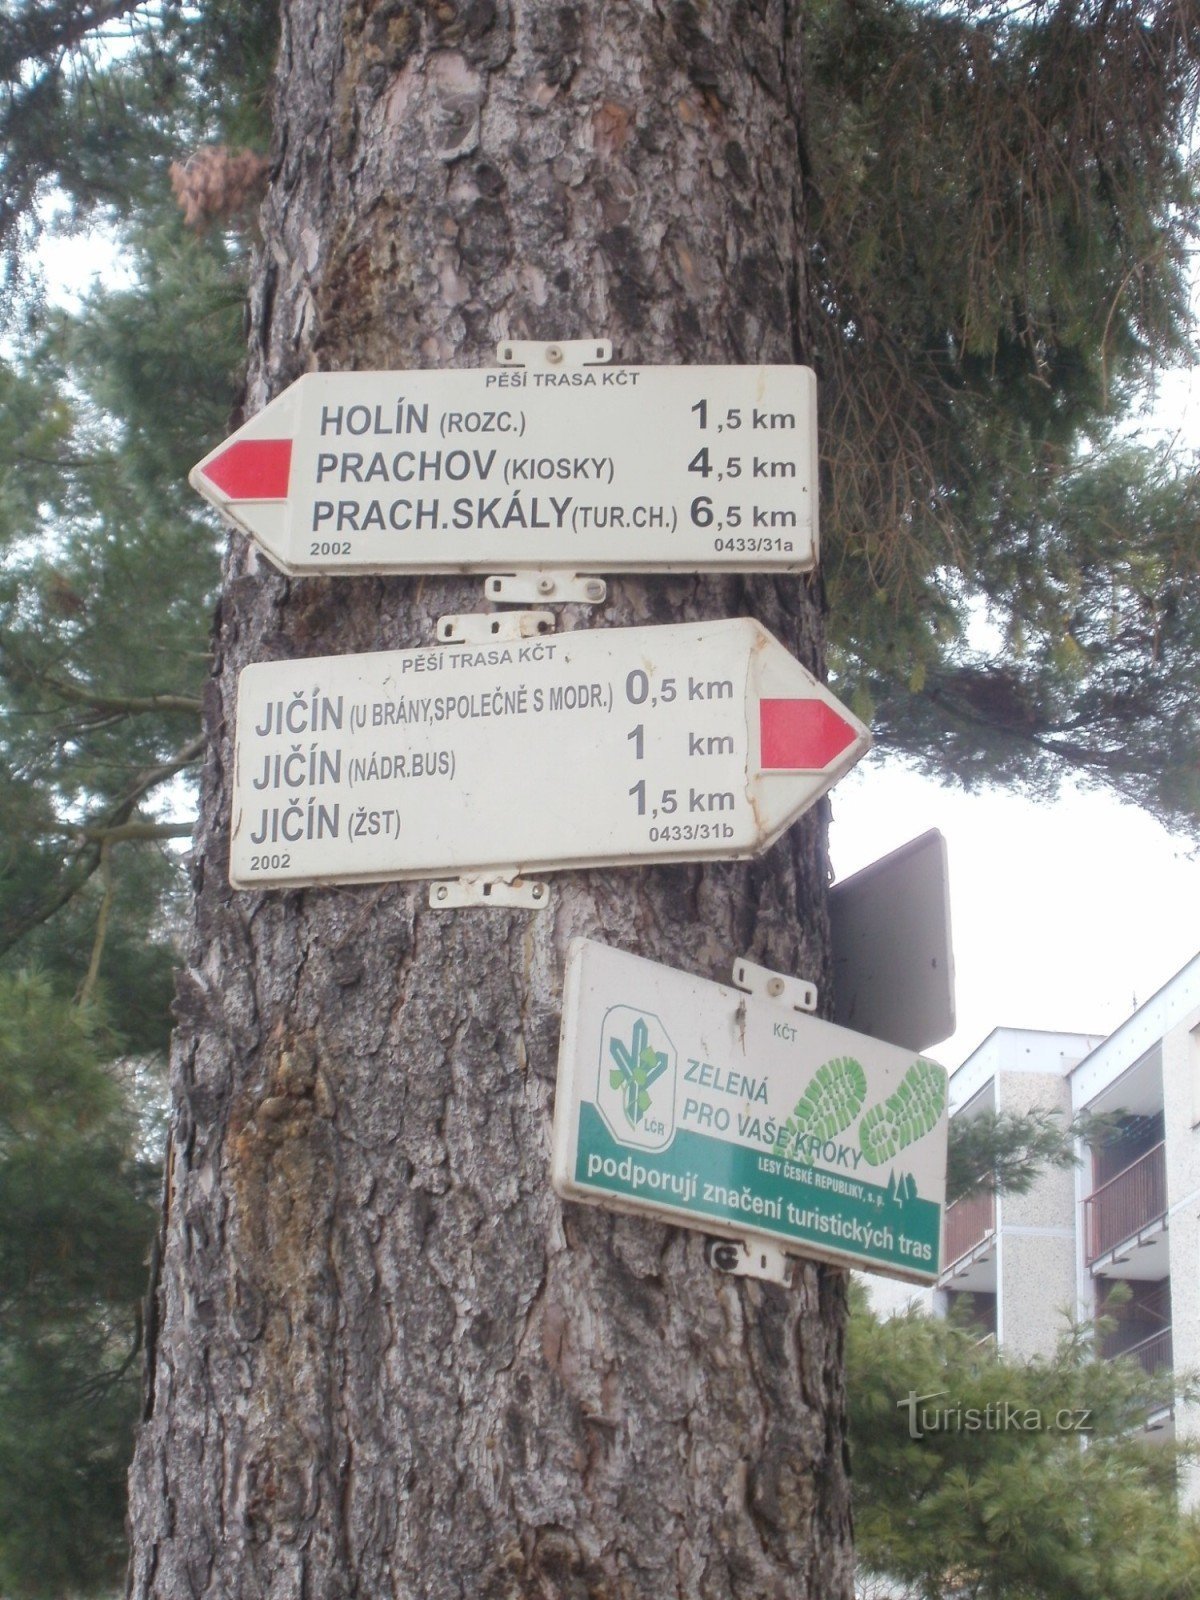 PĚŠÍ TRASA KČT
HOLÍN (ROZC.) 1,5 km
PRACHOV (KIOSKY) 4,5 km
PRACH.SKÁLY(TUR.CH.) 6,5 km
2002 0433/31a
PĚŠÍ TRASA KČT
JIČÍN (U BRÁNY,SPOLEČNĚ S MODR.) 0,5 km
JIČÍN (NÁDR.BUS) 1 km
JIČÍN (ŽST) 1,5 km
2002 0433/31b
KČT
ZELENÁ
PRO VAŠE KROKY
LČR
LESY ČESKÉ REPUBLIKY, s. p.
podporují značení turistických tras
Turistika.cz